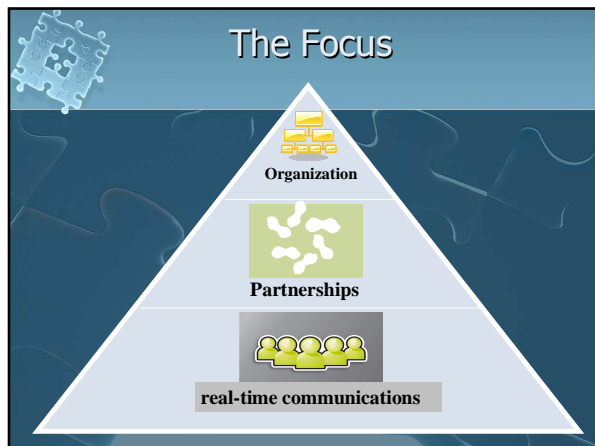 The Focus
Organization
Partnerships
real-time communications